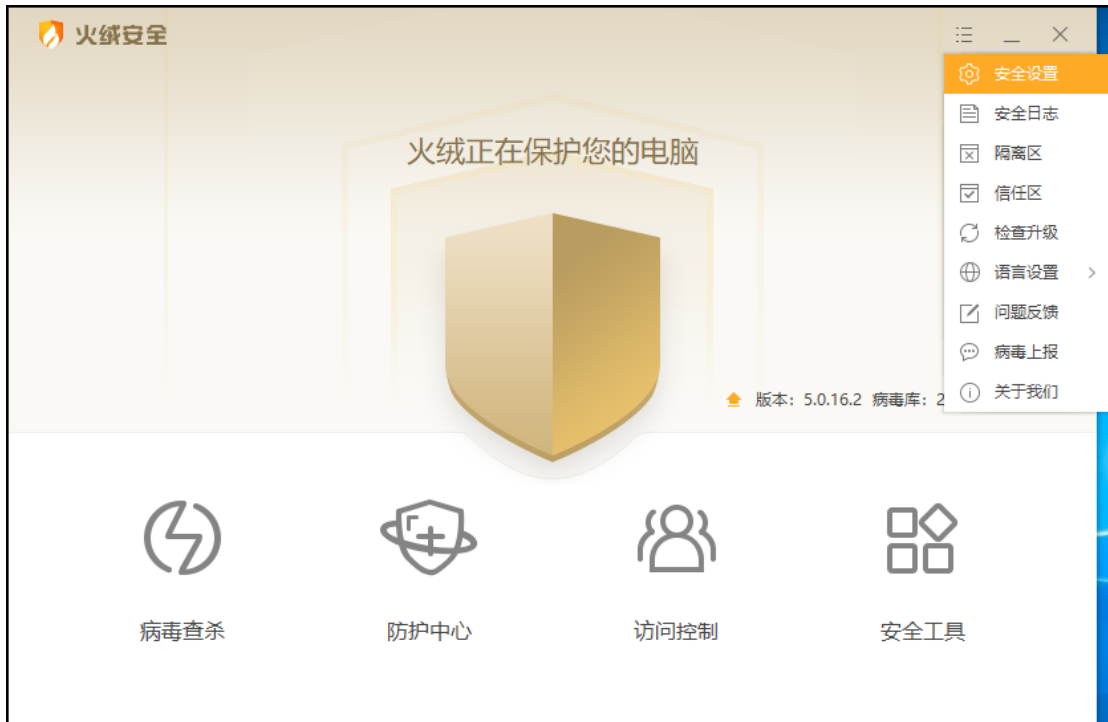 火绒安全
安全设置
安全日志
隔离区
信任区
检查升级
语言设置
问题反馈
病毒上报
关于我们
火绒正在保护您的电脑
版本：5.0.16.2 病毒库：2
病毒查杀
防护中心
访问控制
安全工具